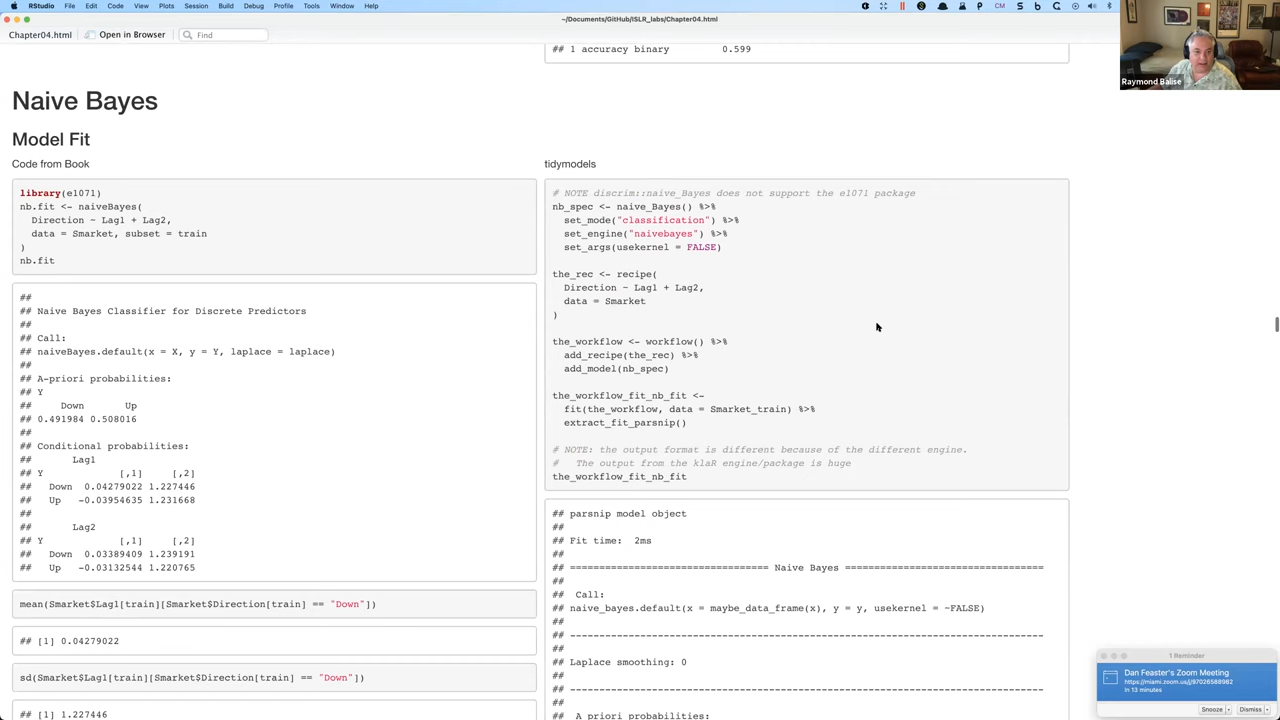 RStudio File Edit Code View Plots Session Build Debug Profile Tools Window Help
~/Documents/GitHub/ISLR_labs/Chapter04.html
Chapter04.html Open in Browser Find
## 1 accuracy binary 0.599
Raymond Balise
Naive Bayes
Model Fit
Code from Book
library(e1071)
nb.fit <- naiveBayes(
Direction ~ Lag1 + Lag2,
data = Smarket, subset = train
)
nb.fit
##
## Naive Bayes Classifier for Discrete Predictors
##
## Call:
## naiveBayes.default(x = X, y = Y, laplace = laplace)
##
## A-priori probabilities:
## Y
## Down Up
## 0.491984 0.508016
##
## Conditional probabilities:
## Lag1
## Y [,1] [,2]
## Down 0.04279022 1.227446
## Up -0.03954635 1.231668
##
## Lag2
## Y [,1] [,2]
## Down 0.03389409 1.239191
## Up -0.03132544 1.220765
mean(Smarket$Lag1[train][Smarket$Direction[train] == "Down"])
## [1] 0.04279022
sd(Smarket$Lag1[train][Smarket$Direction[train] == "Down"])
## [1] 1.227446
tidymodels
# NOTE discrim::naive_Bayes does not support the e1071 package
nb_spec <- naive_Bayes() %>%
set_mode("classification") %>%
set_engine("naivebayes") %>%
set_args(usekernel = FALSE)
the_rec <- recipe(
Direction ~ Lag1 + Lag2,
data = Smarket
)
the_workflow <- workflow() %>%
add_recipe(the_rec) %>%
add_model(nb_spec)
the_workflow_fit_nb_fit <-
fit(the_workflow, data = Smarket_train) %>%
extract_fit_parsnip()
# NOTE: the output format is different because of the different engine.
# The output from the klaR engine/package is huge
the_workflow_fit_nb_fit
## parsnip model object
##
## Fit time: 2ms
##
## ================================= Naive Bayes =================================
##
## Call:
## naive_bayes.default(x = maybe_data_frame(x), y = y, usekernel = ~FALSE)
##
## ---------------------------------------------------------------------------------
##
## Laplace smoothing: 0
##
## ---------------------------------------------------------------------------------
##
## A priori probabilities:
1 Reminder
Dan Feaster's Zoom Meeting
https://miami.zoom.us/j/97026588982
in 13 minutes
Snooze Dismiss